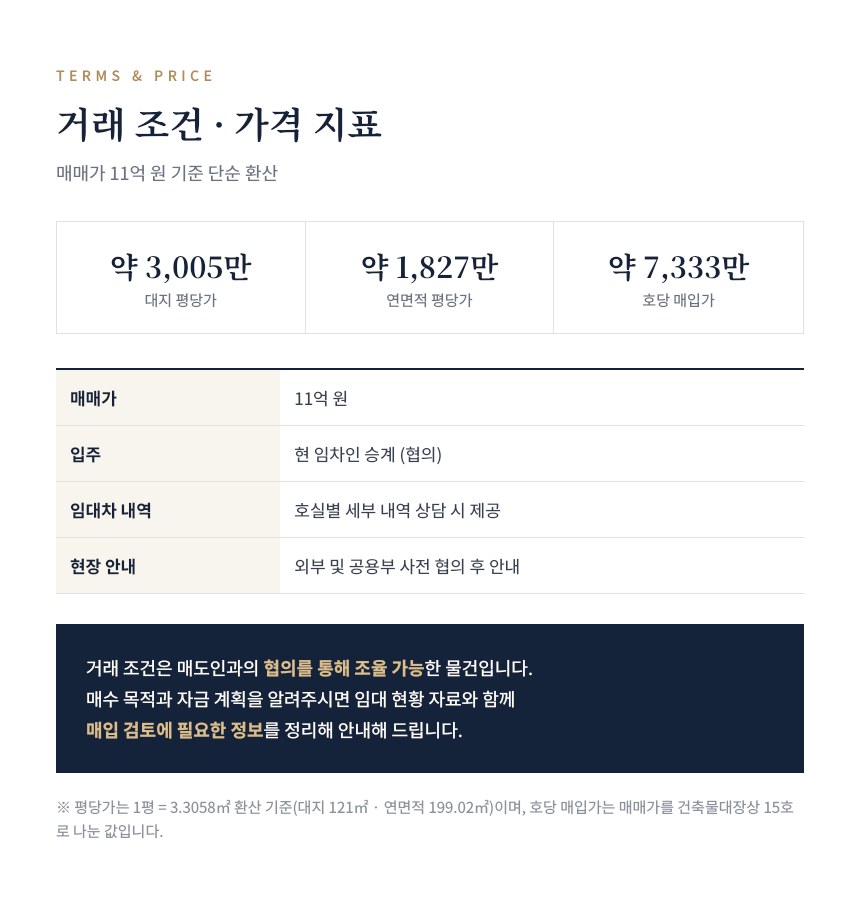 TERMS & PRICE
거래 조건 · 가격 지표
매매가 11억 원 기준 단순 환산
약 3,005만
대지 평당가
약 1,827만
연면적 평당가
약 7,333만
호당 매입가
매매가
11억 원
입주
현 임차인 승계 (협의)
임대차 내역
호실별 세부 내역 상담 시 제공
현장 안내
외부 및 공용부 사전 협의 후 안내
거래 조건은 매도인과의 협의를 통해 조율 가능한 물건입니다.
매수 목적과 자금 계획을 알려주시면 임대 현황 자료와 함께
매입 검토에 필요한 정보를 정리해 안내해 드립니다.
※ 평당가는 1평 = 3.3058㎡ 환산 기준(대지 121㎡ · 연면적 199.02㎡)이며, 호당 매입가는 매매가를 건축물대장상 15호
로 나눈 값입니다.